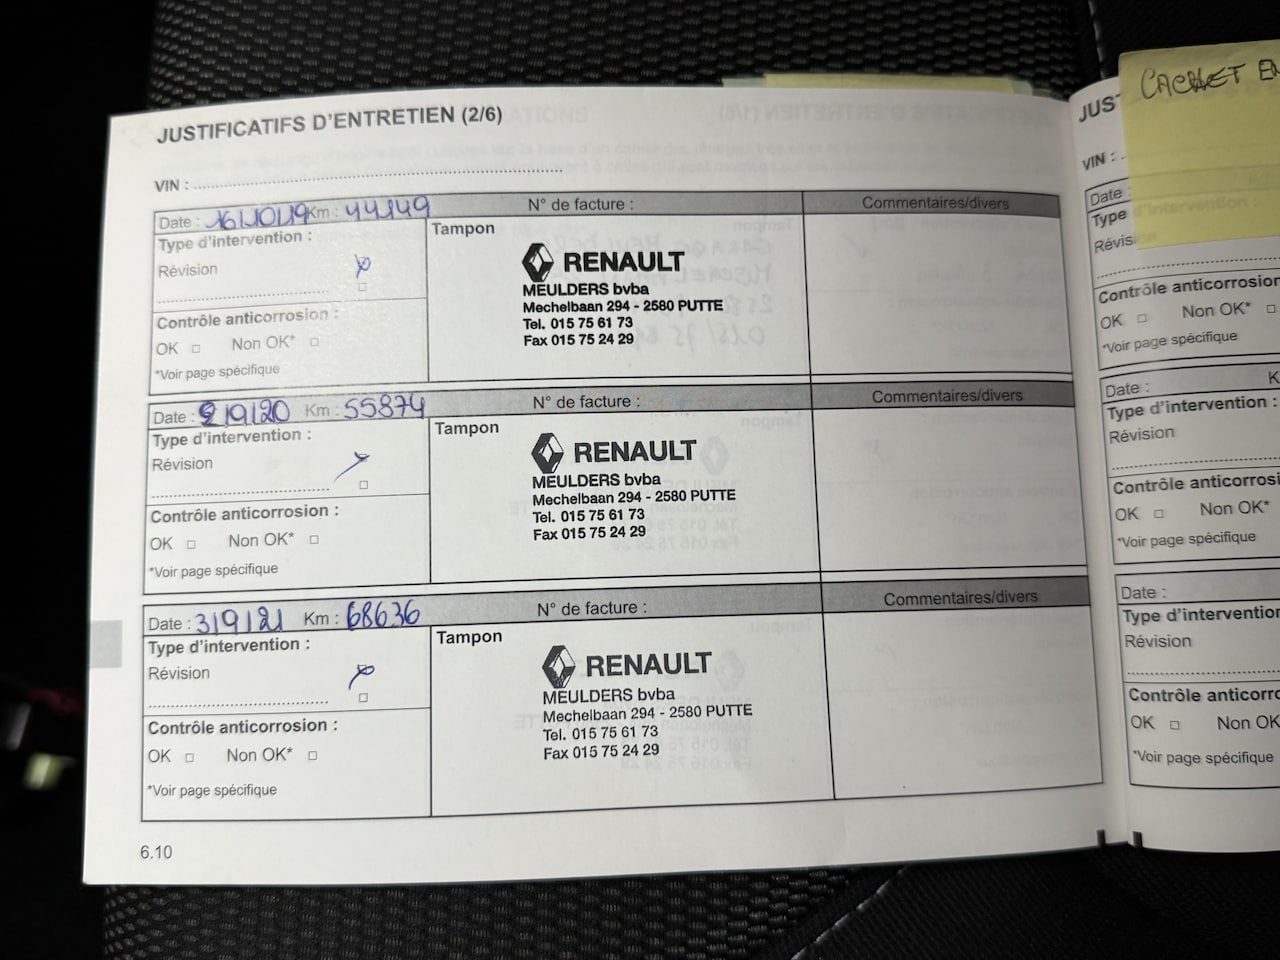 JUSTIFICATIFS D'ENTRETIEN (2/6)
VIN :
Date : 16/10/19 Km : 44149 N° de facture : Commentaires/divers
Type d'intervention :
Révision
Contrôle anticorrosion :
OK □ Non OK* □
*Voir page spécifique
Tampon
RENAULT
MEULDERS bvba
Mechelbaan 294 - 2580 PUTTE
Tel. 015 75 61 73
Fax 015 75 24 29
Date : 2/9/20 Km : 55874 N° de facture : Commentaires/divers
Type d'intervention :
Révision
Contrôle anticorrosion :
OK □ Non OK* □
*Voir page spécifique
Tampon
RENAULT
MEULDERS bvba
Mechelbaan 294 - 2580 PUTTE
Tel. 015 75 61 73
Fax 015 75 24 29
Date : 3/9/21 Km : 68636 N° de facture : Commentaires/divers
Type d'intervention :
Révision
Contrôle anticorrosion :
OK □ Non OK* □
*Voir page spécifique
Tampon
RENAULT
MEULDERS bvba
Mechelbaan 294 - 2580 PUTTE
Tel. 015 75 61 73
Fax 015 75 24 29
6.10
CACHET EN
JUS
VIN :
Date :
Type
Révisi
Contrôle anticorrosion
OK □ Non OK* □
*Voir page spécifique
Date : K
Type d'intervention :
Révision
Contrôle anticorrosi
OK □ Non OK*
*Voir page spécifique
Date :
Type d'intervention
Révision
Contrôle anticorro
OK □ Non OK
*Voir page spécifique